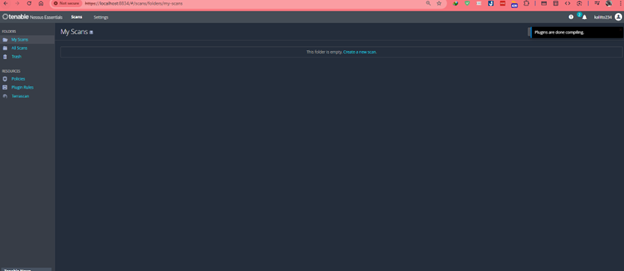 Not secure https://localhost:8834/#/scans/folders/my-scans
tenable Nessus Essentials Scans Settings
Plugins are done compiling.
FOLDERS
My Scans
All Scans
Trash
RESOURCES
Policies
Plugin Rules
Terrascan
My Scans
This folder is empty. Create a new scan.